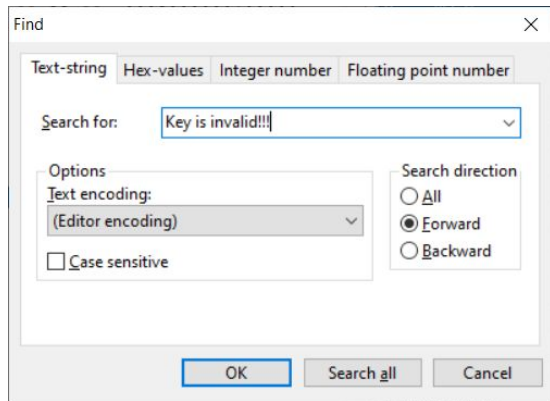 Find
Text-string Hex-values Integer number Floating point number
Search for: Key is invalid!!!
Options
Text encoding:
(Editor encoding)
Case sensitive
Search direction
All
Forward
Backward
OK Search all Cancel